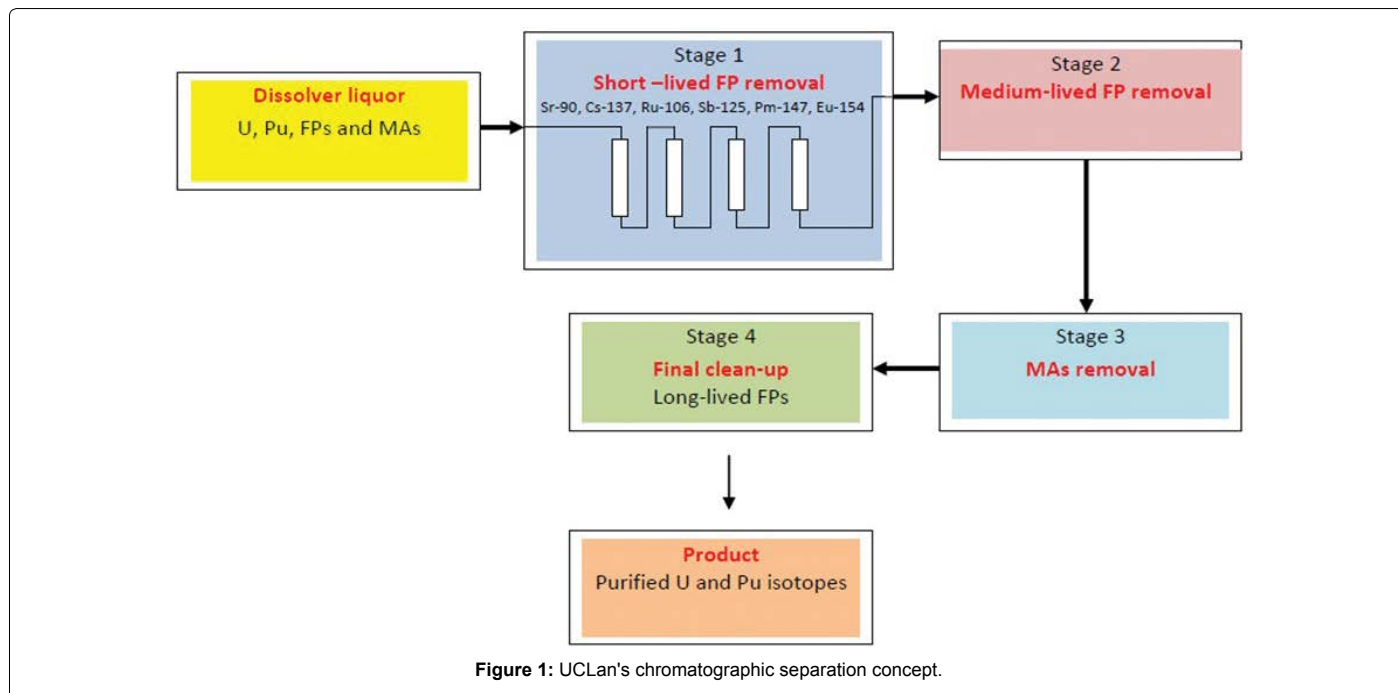 Dissolver liquor
U, Pu, FPs and MAs
Stage 1
Short –lived FP removal
Sr-90, Cs-137, Ru-106, Sb-125, Pm-147, Eu-154
Stage 2
Medium-lived FP removal
Stage 3
MAs removal
Stage 4
Final clean-up
Long-lived FPs
Product
Purified U and Pu isotopes
Figure 1: UCLan's chromatographic separation concept.